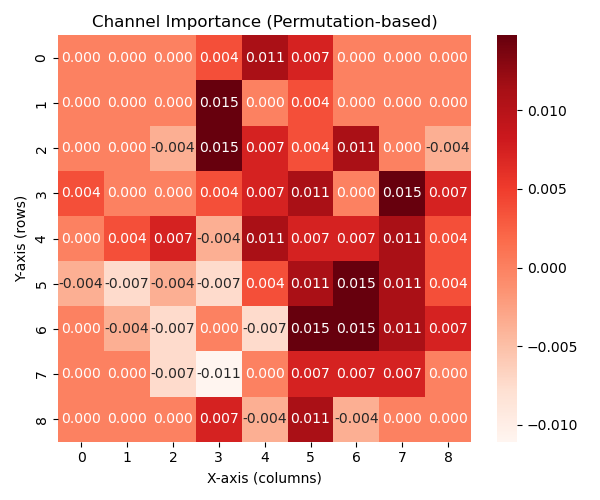 Channel Importance (Permutation-based)
0 0.000 0.000 0.000 0.004 0.011 0.007 0.000 0.000 0.000
1 0.000 0.000 0.000 0.015 0.000 0.004 0.000 0.000 0.000
2 0.000 0.000 -0.004 0.015 0.007 0.004 0.011 0.000 -0.004
3 0.004 0.000 0.000 0.004 0.007 0.011 0.000 0.015 0.007
4 0.000 0.004 0.007 -0.004 0.011 0.007 0.007 0.011 0.004
5 -0.004 -0.007 -0.004 -0.007 0.004 0.011 0.015 0.011 0.004
6 0.000 -0.004 -0.007 0.000 -0.007 0.015 0.015 0.011 0.007
7 0.000 0.000 -0.007 -0.011 0.000 0.007 0.007 0.007 0.000
8 0.000 0.000 0.000 0.007 -0.004 0.011 -0.004 0.000 0.000
0 1 2 3 4 5 6 7 8
X-axis (columns)
Y-axis (rows)
0.010
0.005
0.000
−0.005
−0.010